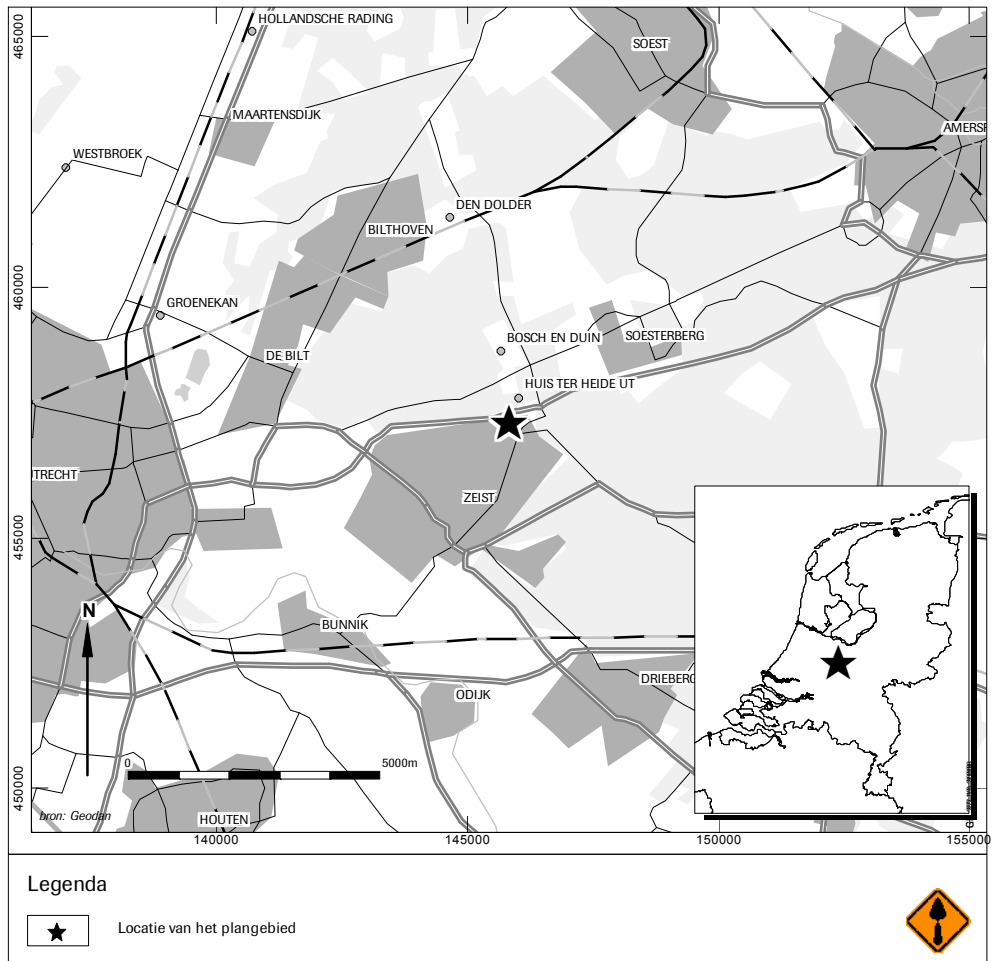 465000
HOLLANDSCHE RADING
SOEST
MAARTENSDIJK
AMERSF
WESTBROEK
DEN DOLDER
BILTHOVEN
460000
GROENEKAN
BOSCH EN DUIN
SOESTERBERG
DE BILT
HUIS TER HEIDE UT
UTRECHT
ZEIST
455000
N
BUNNIK
DRIEBERG
ODIJK
0
5000m
450000
bron: Geodan
HOUTEN
140000
145000
150000
155000
Legenda
Locatie van het plangebied